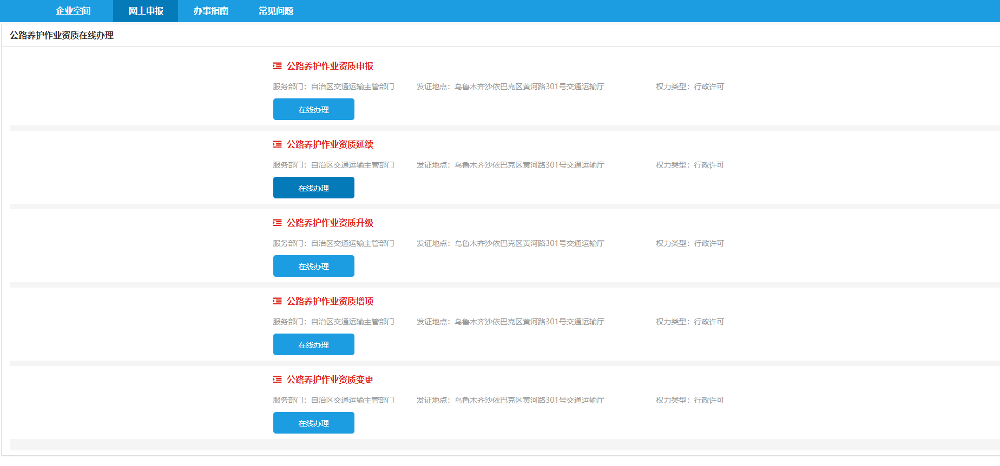 企业空间 网上申报 办事指南 常见问题
公路养护作业资质在线办理
公路养护作业资质申报
服务部门：自治区交通运输主管部门 发证地点：乌鲁木齐沙依巴克区黄河路301号交通运输厅 权力类型：行政许可
在线办理
公路养护作业资质延续
服务部门：自治区交通运输主管部门 发证地点：乌鲁木齐沙依巴克区黄河路301号交通运输厅 权力类型：行政许可
在线办理
公路养护作业资质升级
服务部门：自治区交通运输主管部门 发证地点：乌鲁木齐沙依巴克区黄河路301号交通运输厅 权力类型：行政许可
在线办理
公路养护作业资质增项
服务部门：自治区交通运输主管部门 发证地点：乌鲁木齐沙依巴克区黄河路301号交通运输厅 权力类型：行政许可
在线办理
公路养护作业资质变更
服务部门：自治区交通运输主管部门 发证地点：乌鲁木齐沙依巴克区黄河路301号交通运输厅 权力类型：行政许可
在线办理